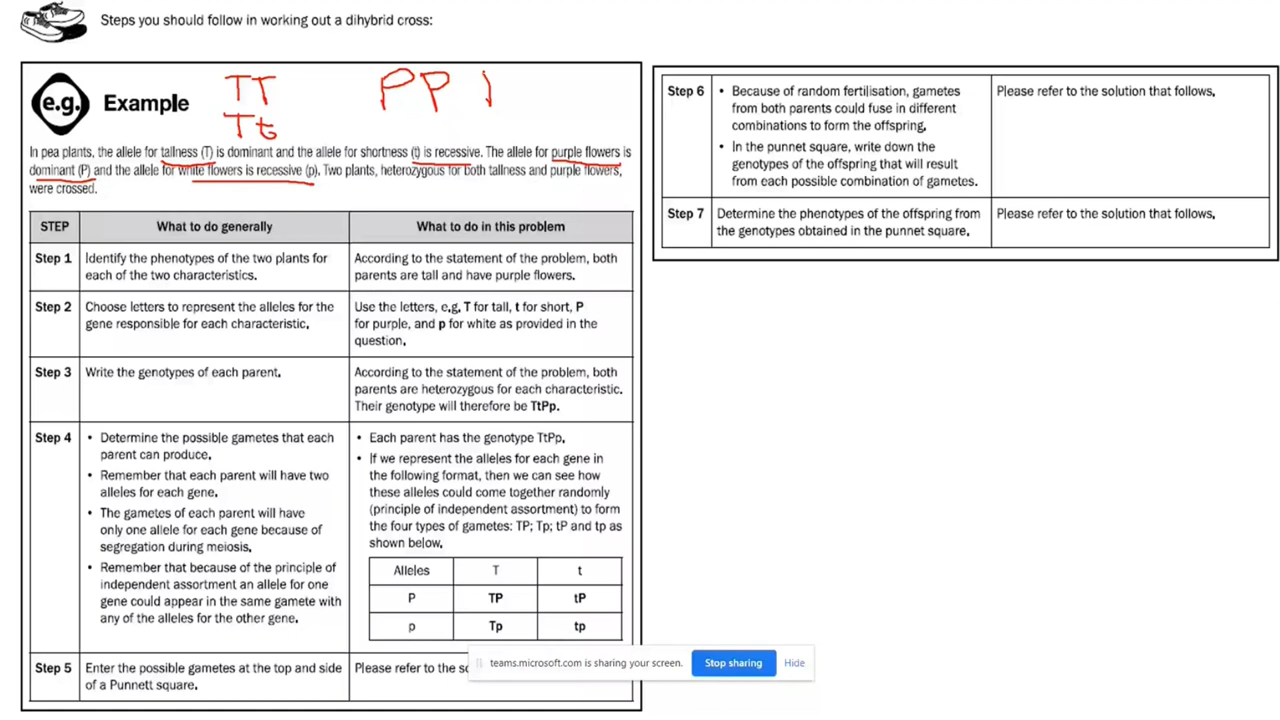 Steps you should follow in working out a dihybrid cross:
e.g. Example
TT
Tt
PP
In pea plants, the allele for tallness (T) is dominant and the allele for shortness (t) is recessive. The allele for purple flowers is
dominant (P) and the allele for white flowers is recessive (p). Two plants, heterozygous for both tallness and purple flowers,
were crossed.
STEP What to do generally What to do in this problem
Step 1 Identify the phenotypes of the two plants for
each of the two characteristics.
According to the statement of the problem, both
parents are tall and have purple flowers.
Step 2 Choose letters to represent the alleles for the
gene responsible for each characteristic.
Use the letters, e.g. T for tall, t for short, P
for purple, and p for white as provided in the
question.
Step 3 Write the genotypes of each parent.
According to the statement of the problem, both
parents are heterozygous for each characteristic.
Their genotype will therefore be TtPp.
Step 4
• Determine the possible gametes that each
parent can produce.
• Remember that each parent will have two
alleles for each gene.
• The gametes of each parent will have
only one allele for each gene because of
segregation during meiosis.
• Remember that because of the principle of
independent assortment an allele for one
gene could appear in the same gamete with
any of the alleles for the other gene.
• Each parent has the genotype TtPp.
• If we represent the alleles for each gene in
the following format, then we can see how
these alleles could come together randomly
(principle of independent assortment) to form
the four types of gametes: TP; Tp; tP and tp as
shown below.
Alleles T t
P TP tP
p Tp tp
Step 5 Enter the possible gametes at the top and side
of a Punnett square.
Please refer to the
Step 6
• Because of random fertilisation, gametes
from both parents could fuse in different
combinations to form the offspring.
• In the punnet square, write down the
genotypes of the offspring that will result
from each possible combination of gametes.
Please refer to the solution that follows.
Step 7 Determine the phenotypes of the offspring from
the genotypes obtained in the punnet square.
Please refer to the solution that follows.
teams.microsoft.com is sharing your screen. Stop sharing Hide